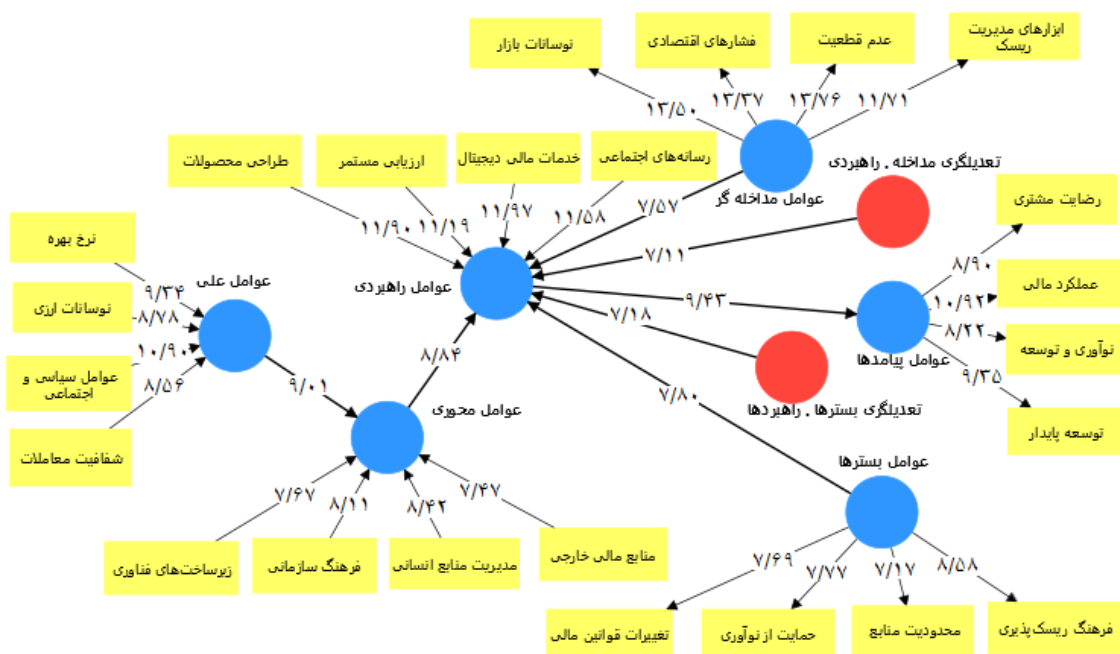 ابزارهای مدیریت
ریسک
عدم قطعیت
فشارهای اقتصادی
نوسانات بازار
۱۱/۷۱
۱۳/۷۶
۱۳/۳۷
۱۳/۵۰
رسانه‌های اجتماعی
خدمات مالی دیجیتال
ارزیابی مستمر
طراحی محصولات
تعدیلگری مداخله . راهبردی
عوامل مداخله گر
رضایت مشتری
۱۱/۵۸
۱۱/۹۷
۱۱/۱۹
۱۱/۹۰
۷/۵۷
۷/۱۱
۸/۹۰
نرخ بهره
عوامل علی
عوامل راهبردی
عملکرد مالی
۹/۳۴
۹/۴۳
۱۰/۹۲
نوسانات ارزی
۸/۷۸
۷/۱۸
۸/۲۲
نوآوری و توسعه
عوامل پیامدها
۱۰/۹۰
عوامل سیاسی و
اجتماعی
۸/۵۶
۹/۰۱
۸/۸۴
۷/۸۰
۹/۳۵
عوامل محوری
تعدیلگری بسترها . راهبردها
توسعه پایدار
شفافیت معاملات
عوامل بسترها
۷/۴۷
۸/۴۲
۸/۱۱
۷/۶۷
منابع مالی خارجی
مدیریت منابع انسانی
فرهنگ سازمانی
زیرساخت‌های فناوری
۸/۵۸
۷/۱۷
۷/۷۷
۷/۶۹
فرهنگ ریسک‌پذیری
محدودیت منابع
حمایت از نوآوری
تغییرات قوانین مالی